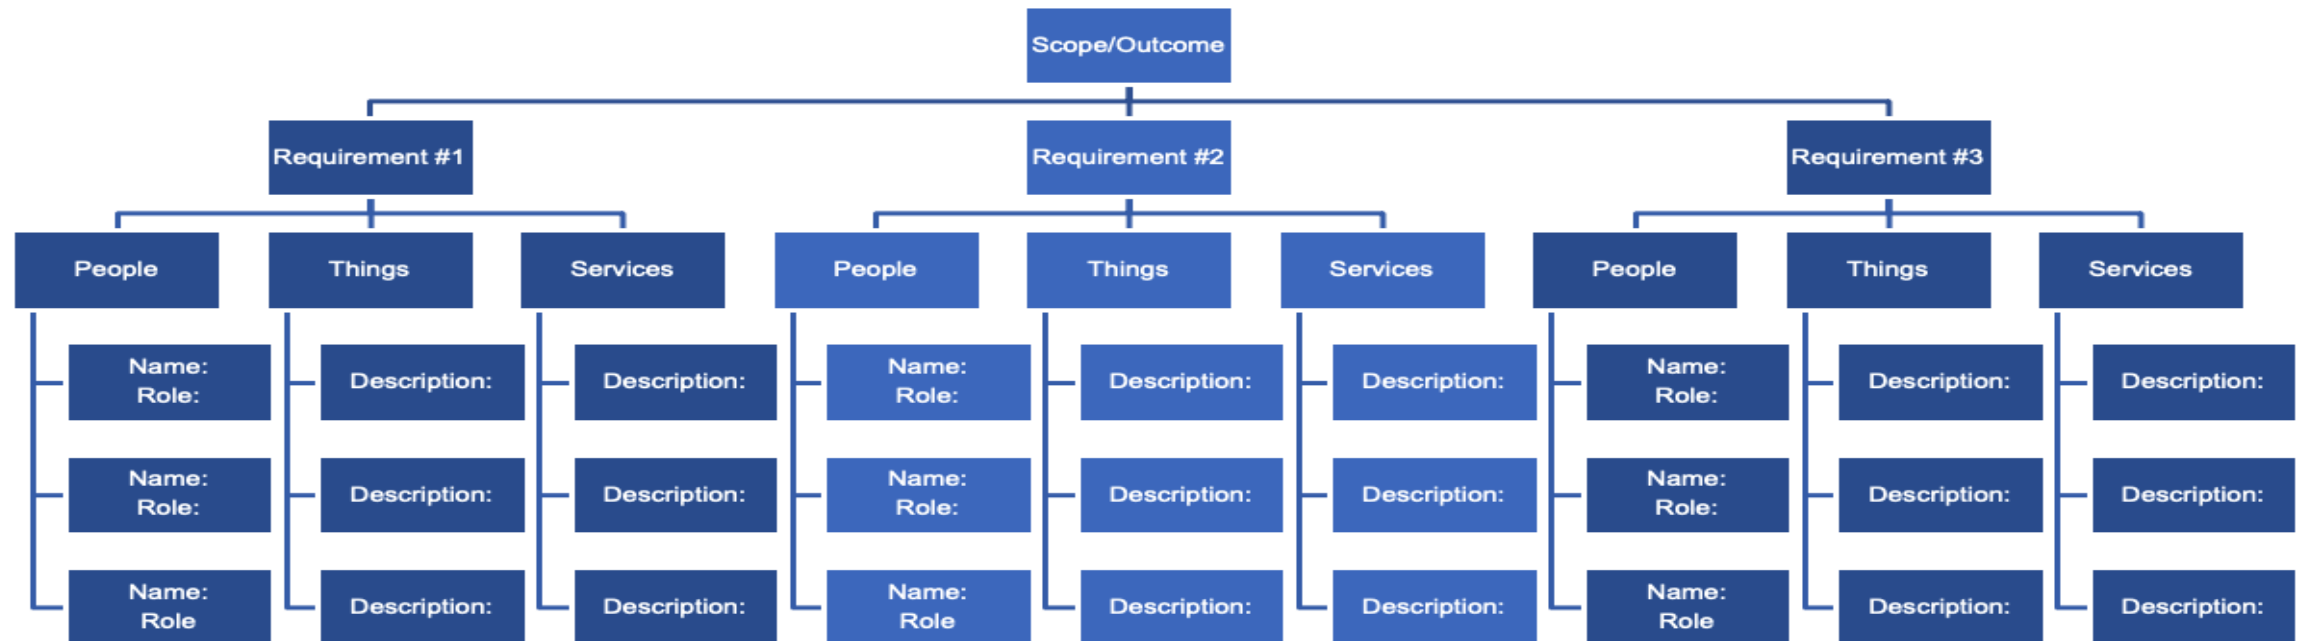 Scope/Outcome
Requirement #1
Requirement #2
Requirement #3
People
Things
Services
People
Things
Services
People
Things
Services
Name:
Role:
Description:
Description:
Name:
Role:
Description:
Description:
Name:
Role:
Description:
Description:
Name:
Role:
Description:
Description:
Name:
Role:
Description:
Description:
Name:
Role:
Description:
Description:
Name:
Role
Description:
Description:
Name:
Role
Description:
Description:
Name:
Role
Description:
Description: